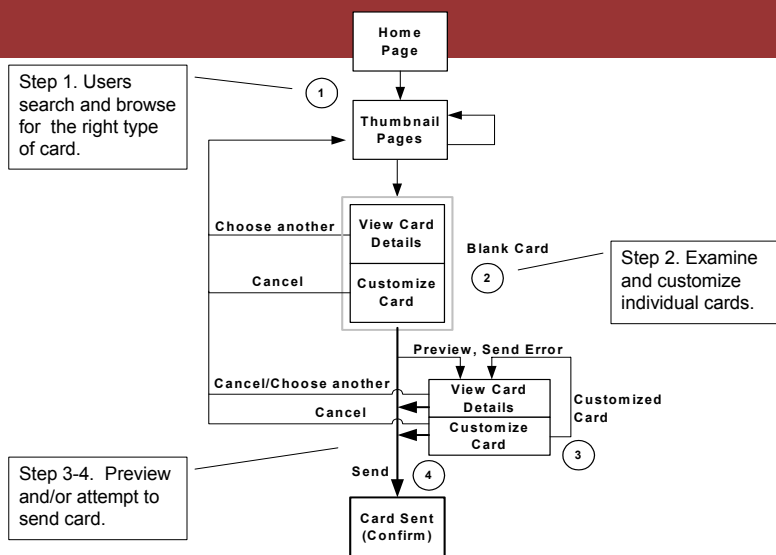 Home
Page
Step 1. Users
search and browse
for the right type
of card.
1
Thumbnail
Pages
Choose another
View Card
Details
Blank Card
Cancel
Customize
Card
2
Step 2. Examine
and customize
individual cards.
Preview, Send Error
Cancel/Choose another
View Card
Details
Customized
Card
Cancel
Customize
Card
3
Step 3-4. Preview
and/or attempt to
send card.
Send
4
Card Sent
(Confirm)